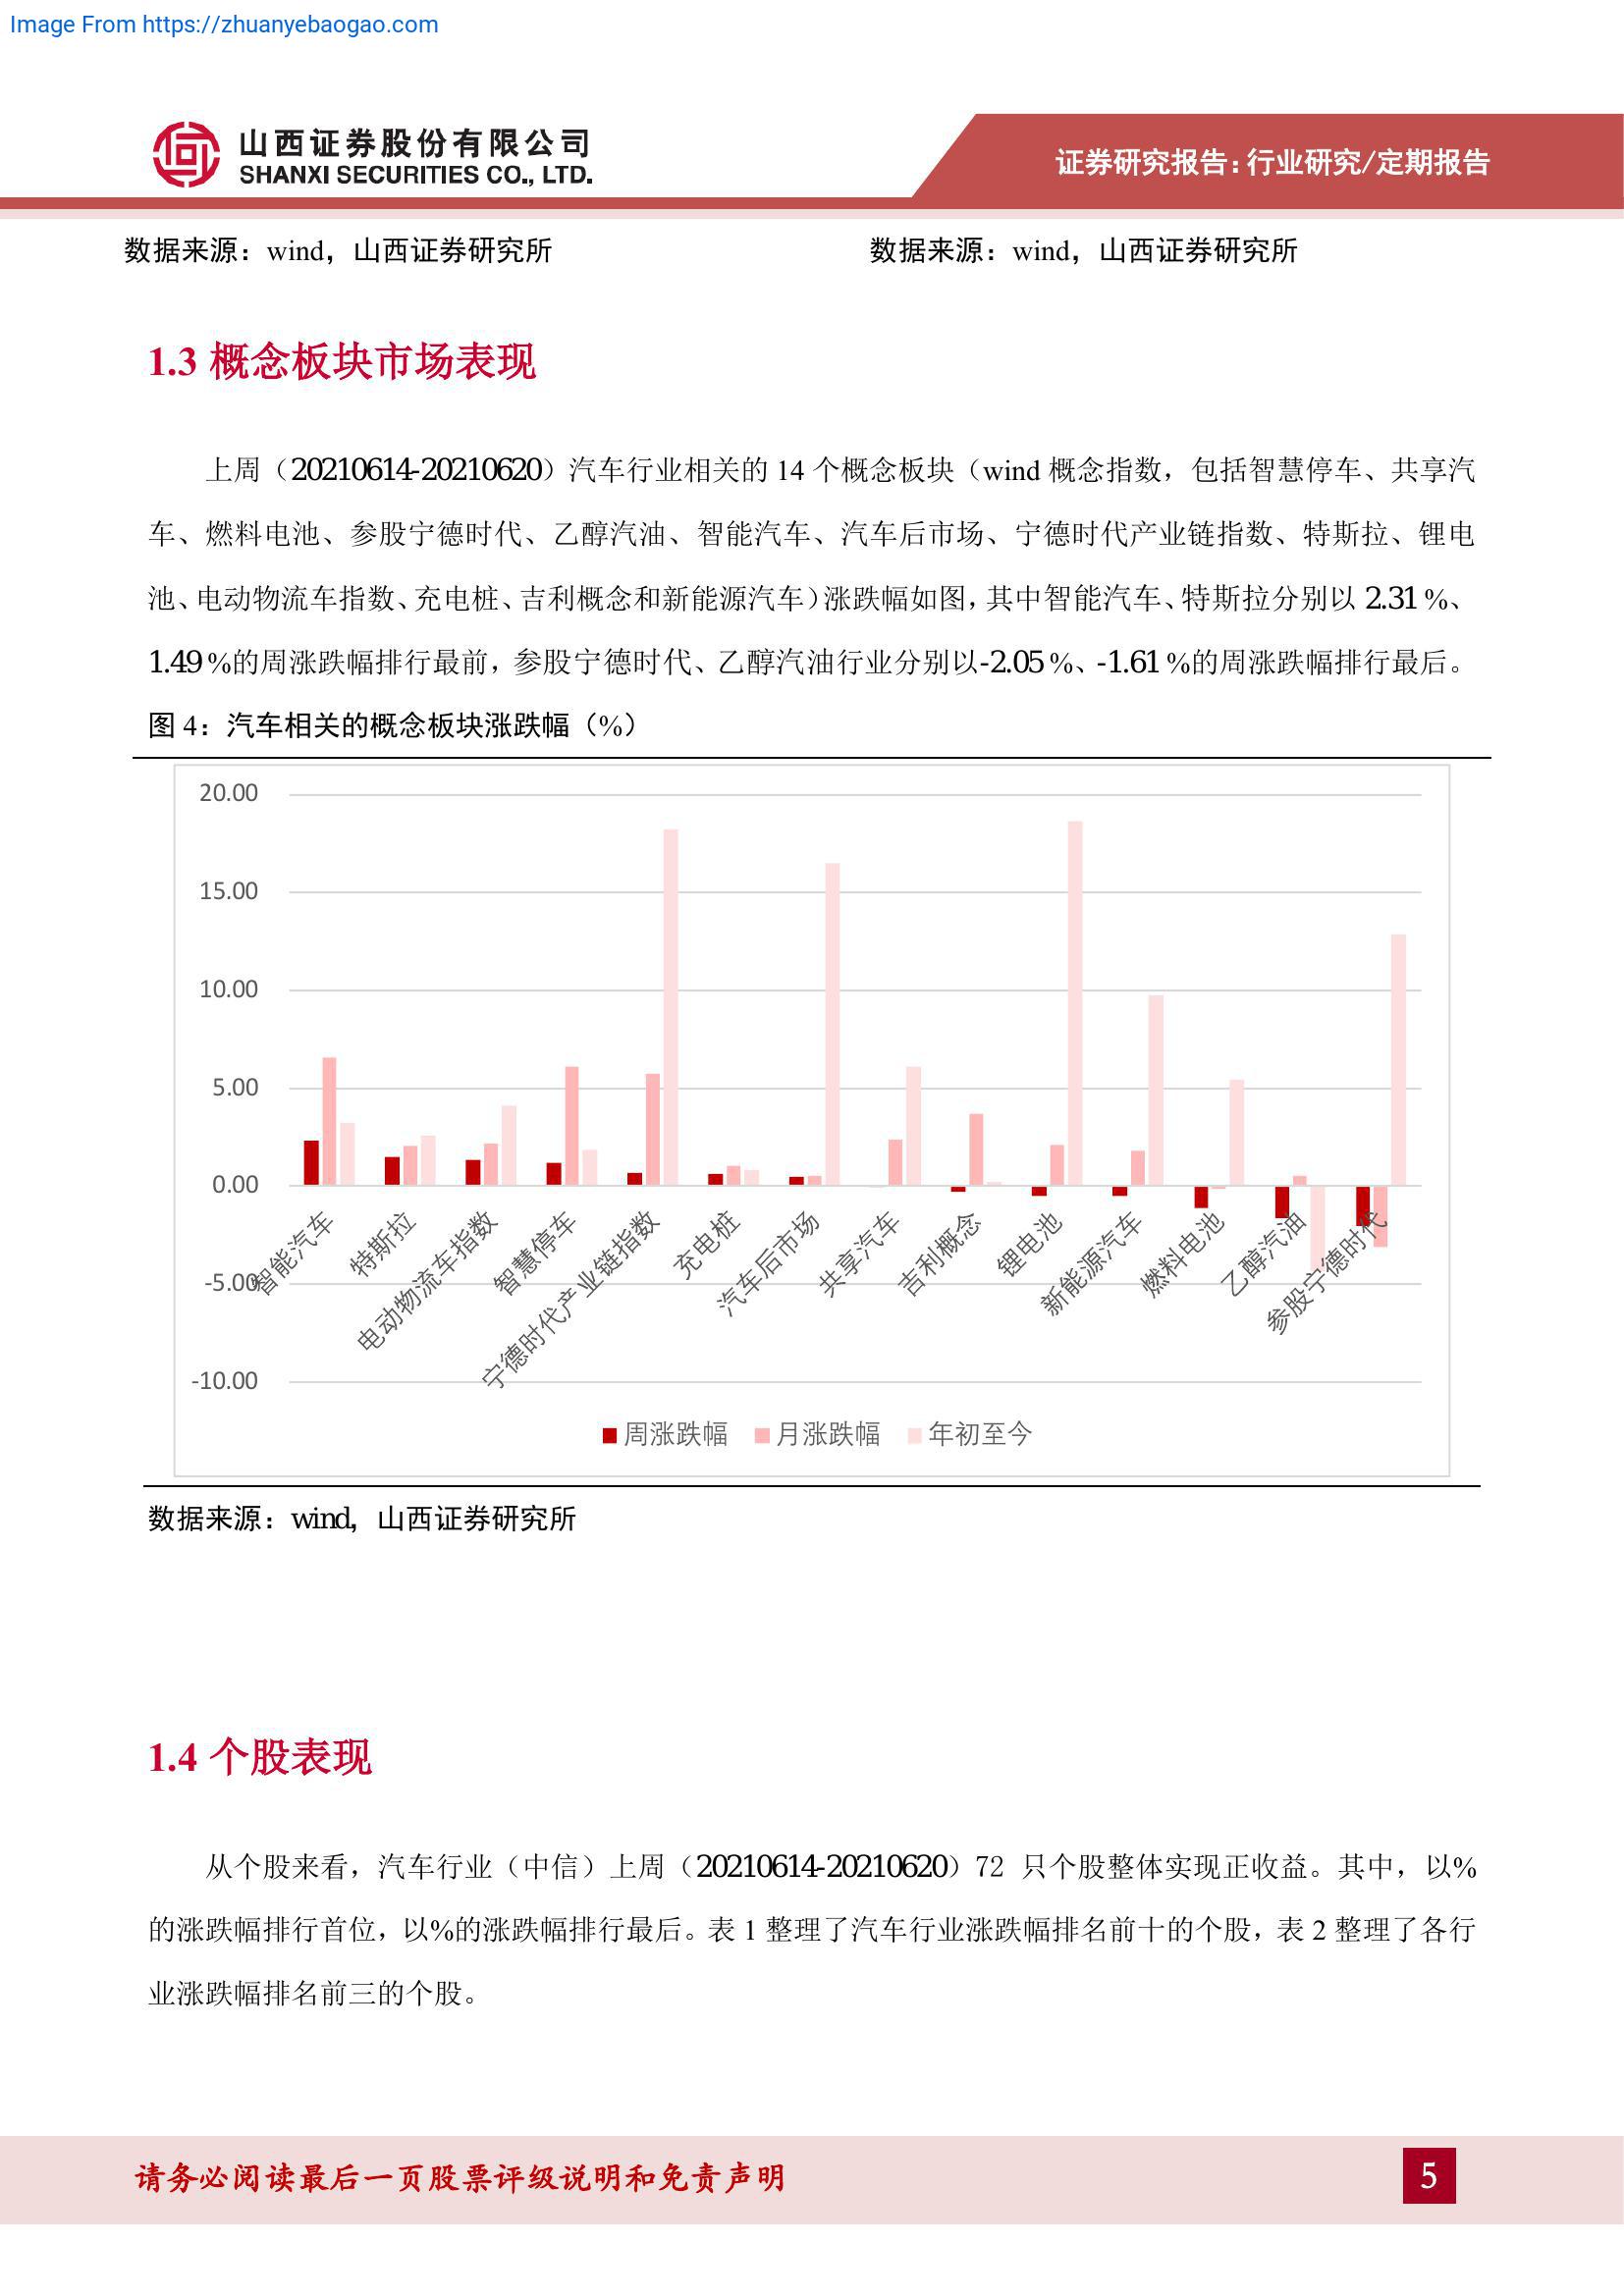 Image From https://zhuanyebaogao.com
山西证券股份有限公司
SHANXI SECURITIES CO., LTD.
证券研究报告：行业研究/定期报告
数据来源：wind，山西证券研究所
数据来源：wind，山西证券研究所
1.3 概念板块市场表现
上周（20210614-20210620）汽车行业相关的 14 个概念板块（wind 概念指数，包括智慧停车、共享汽
车、燃料电池、参股宁德时代、乙醇汽油、智能汽车、汽车后市场、宁德时代产业链指数、特斯拉、锂电
池、电动物流车指数、充电桩、吉利概念和新能源汽车）涨跌幅如图，其中智能汽车、特斯拉分别以 2.31 %、
1.49 %的周涨跌幅排行最前，参股宁德时代、乙醇汽油行业分别以-2.05 %、-1.61 %的周涨跌幅排行最后。
图 4：汽车相关的概念板块涨跌幅（%）
20.00
15.00
10.00
5.00
0.00
-5.00
-10.00
智能汽车
特斯拉
电动物流车指数
智慧停车
宁德时代产业链指数
充电桩
汽车后市场
共享汽车
吉利概念
锂电池
新能源汽车
燃料电池
乙醇汽油
参股宁德时代
周涨跌幅 月涨跌幅 年初至今
数据来源：wind，山西证券研究所
1.4 个股表现
从个股来看，汽车行业（中信）上周（20210614-20210620）72 只个股整体实现正收益。其中，以%
的涨跌幅排行首位，以%的涨跌幅排行最后。表 1 整理了汽车行业涨跌幅排名前十的个股，表 2 整理了各行
业涨跌幅排名前三的个股。
请务必阅读最后一页股票评级说明和免责声明
5